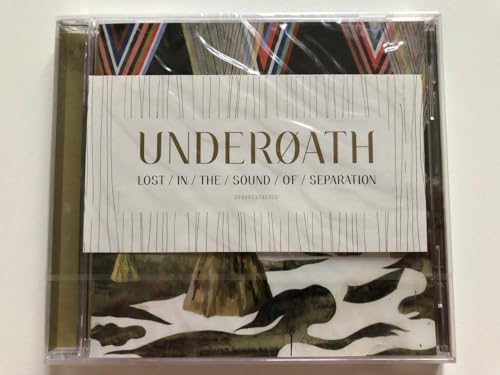 UNDERØATH
LOST / IN / THE / SOUND / OF / SEPARATION